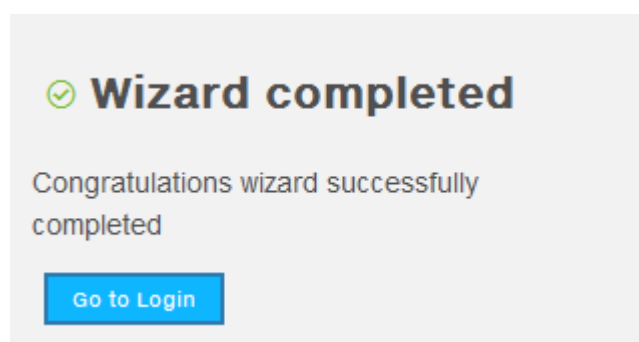 Wizard completed
Congratulations wizard successfully
completed
Go to Login